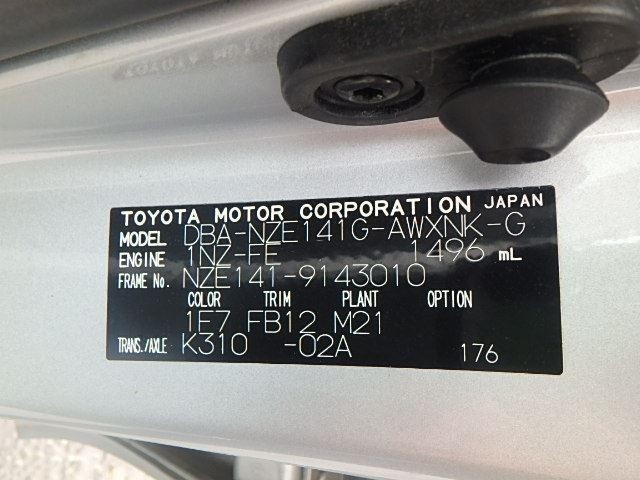 TOYOTA MOTOR CORPORATION JAPAN
MODEL DBA-NZE141G-AWXNK-G
ENGINE 1NZ-FE 1496 mL
FRAME No. NZE141-9143010
COLOR TRIM PLANT OPTION
1E7 FB12 M21
TRANS./AXLE K310 -02A 176